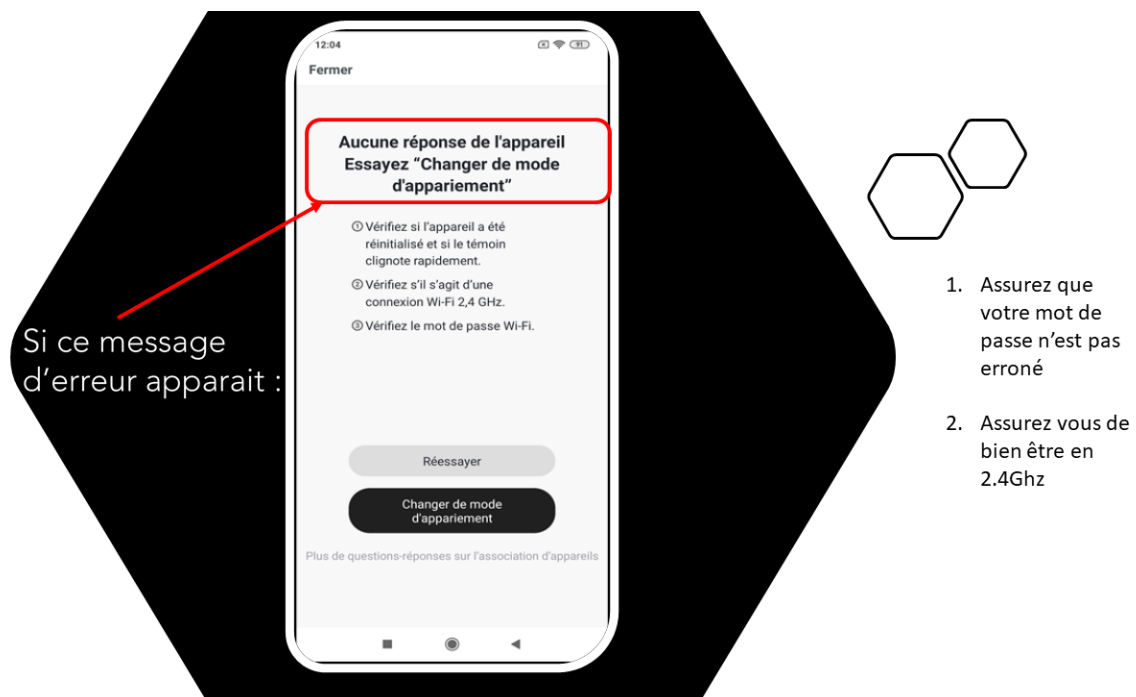 12:04
91
Fermer
Aucune réponse de l'appareil
Essayez “Changer de mode
d'appariement”
① Vérifiez si l'appareil a été
réinitialisé et si le témoin
clignote rapidement.
② Vérifiez s'il s'agit d'une
connexion Wi-Fi 2,4 GHz.
③ Vérifiez le mot de passe Wi-Fi.
Réessayer
Changer de mode
d'appariement
Plus de questions-réponses sur l'association d'appareils
Si ce message
d'erreur apparait :
1. Assurez que
votre mot de
passe n'est pas
erroné
2. Assurez vous de
bien être en
2.4Ghz